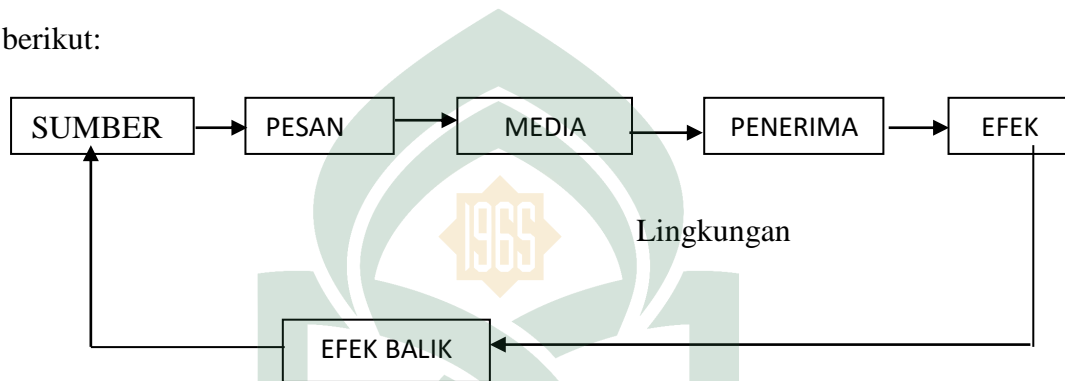 berikut:
SUMBER PESAN MEDIA PENERIMA EFEK
Lingkungan
1965
EFEK BALIK